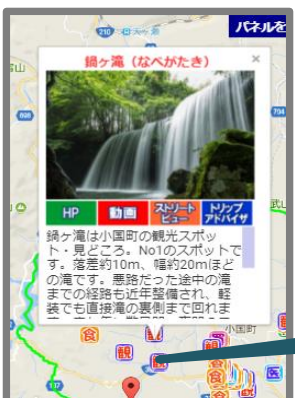 パネルを
210
鍋ヶ滝（なべがたき）
×
HP
動画
ストリート
ビュー
トリップ
アドバイザ
鍋ケ滝は小国町の観光スポッ
ト・見どころ。No1のスポットで
す。落差約10m、幅約20mほど
の滝です。悪路だった途中の滝
までの経路も近年整備され、軽
装でも直接滝の裏側まで回れま
小国町
食
観
観
観
医
食